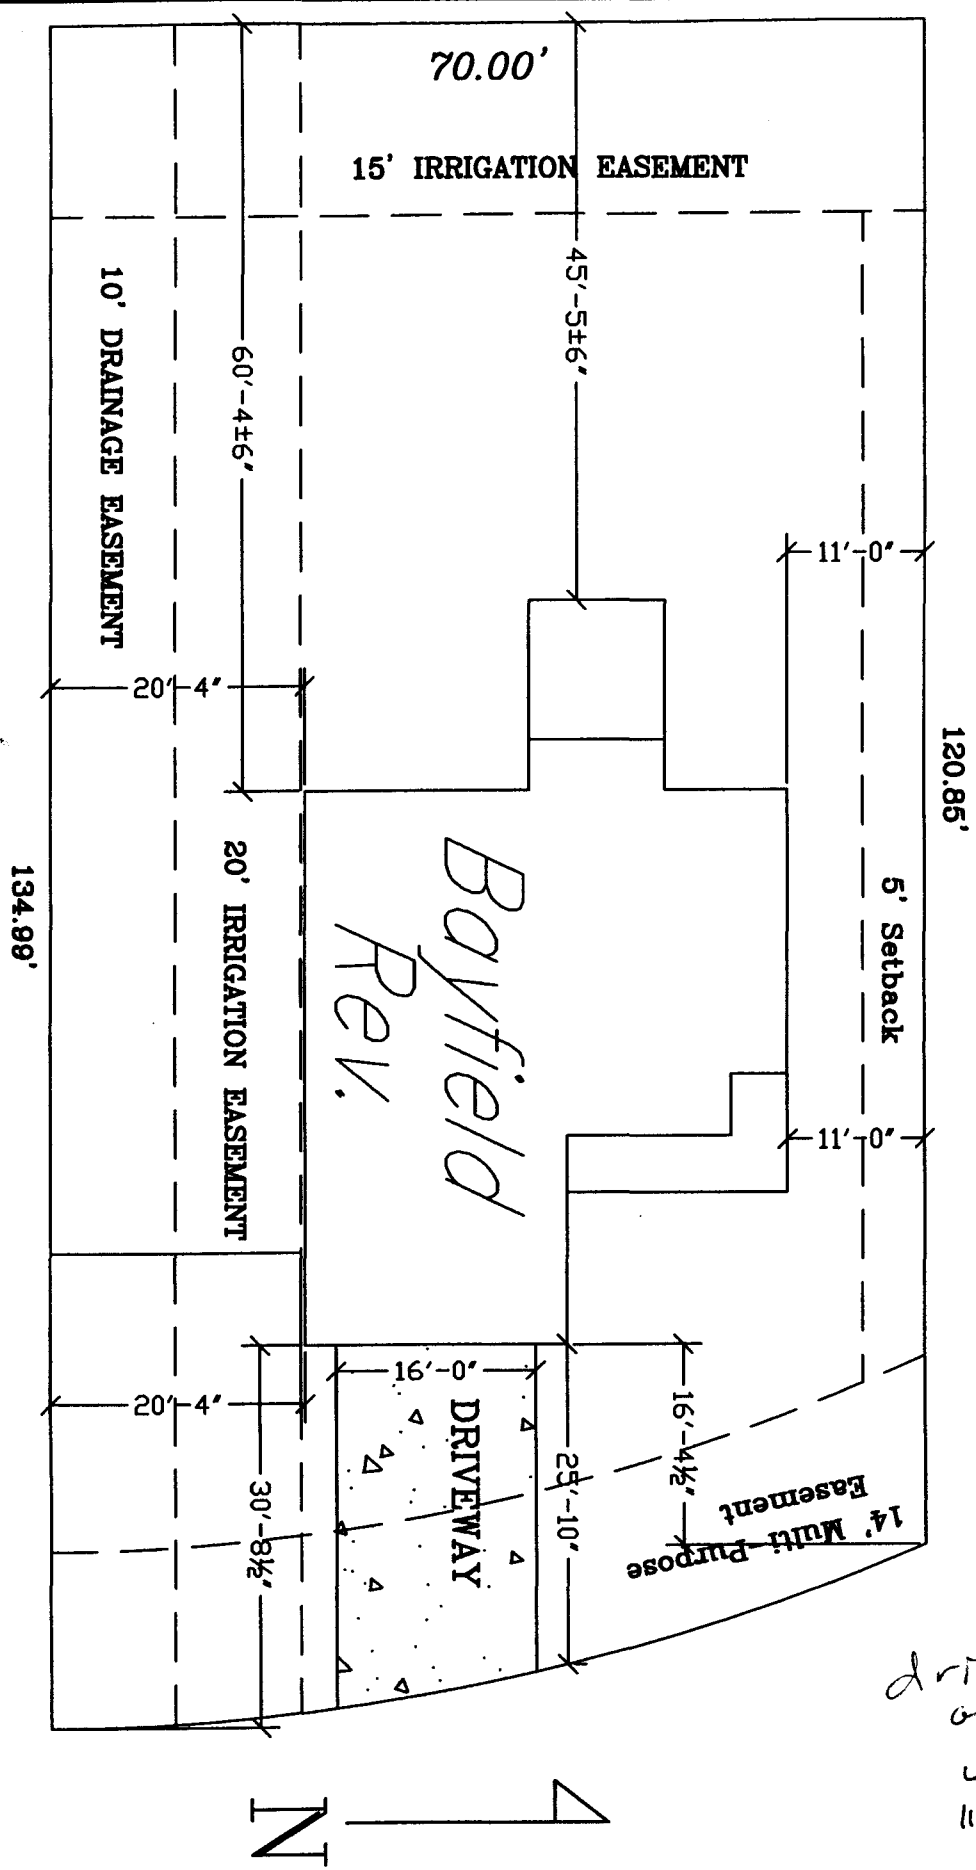 70.00'
15' IRRIGATION EASEMENT
45'-5±6"
60'-4±6"
10' DRAINAGE EASEMENT
11'-0"
20'-4"
120.85'
5' Setback
Bayfield
Rev.
20' IRRIGATION EASEMENT
134.99'
11'-0"
16'-0"
20'-4"
DRIVEWAY
16'-4½"
25'-10"
30'-8½"
14' Multi-Purpose
Easement
N